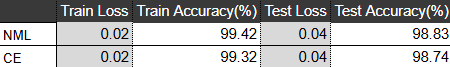 Train Loss Train Accuracy(%) Test Loss Test Accuracy(%)
NML 0.02 99.42 0.04 98.83
CE 0.02 99.32 0.04 98.74